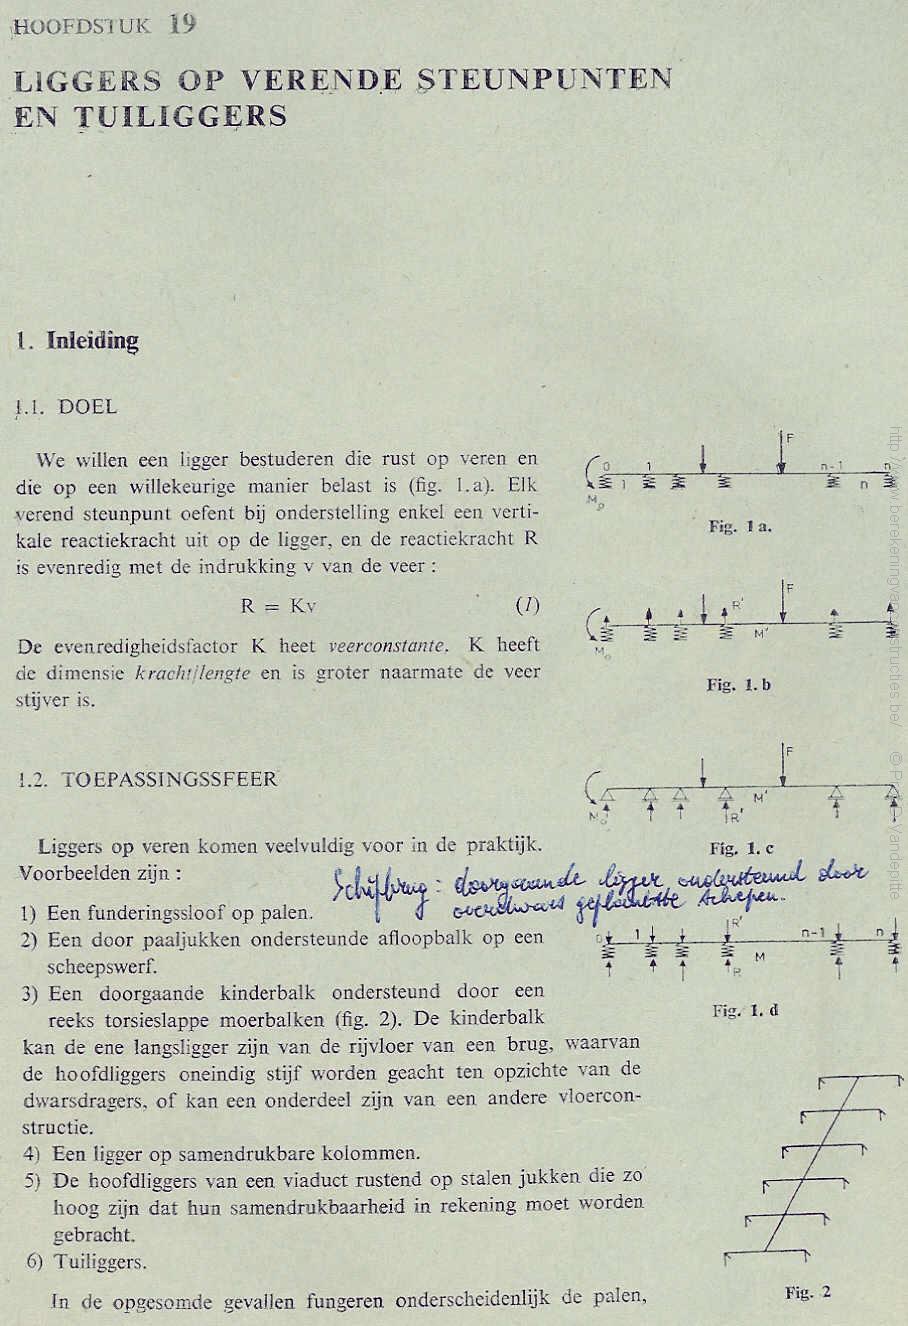 HOOFDSTUK 19
LIGGERS OP VERENDE STEUNPUNTEN
EN TUILIGGERS
1. Inleiding
1.1. DOEL
We willen een ligger bestuderen die rust op veren en
die op een willekeurige manier belast is (fig. 1.a). Elk
verend steunpunt oefent bij onderstelling enkel een verti-
kale reactiekracht uit op de ligger, en de reactiekracht R
is evenredig met de indrukking v van de veer :
R = Kv (1)
De evenredigheidsfactor K heet veerconstante. K heeft
de dimensie kracht/lengte en is groter naarmate de veer
stijver is.
1.2. TOEPASSINGSSFEER
Liggers op veren komen veelvuldig voor in de praktijk.
Voorbeelden zijn :
Schipbrug : doorgaande ligger ondersteund door
overdwars geplaatste schepen.
1) Een funderingssloof op palen.
2) Een door paaljukken ondersteunde afloopbalk op een
scheepswerf.
3) Een doorgaande kinderbalk ondersteund door een
reeks torsieslappe moerbalken (fig. 2). De kinderbalk
kan de ene langsligger zijn van de rijvloer van een brug, waarvan
de hoofdliggers oneindig stijf worden geacht ten opzichte van de
dwarsdragers, of kan een onderdeel zijn van een andere vloercon-
structie.
4) Een ligger op samendrukbare kolommen.
5) De hoofdliggers van een viaduct rustend op stalen jukken die zo
hoog zijn dat hun samendrukbaarheid in rekening moet worden
gebracht.
6) Tuiliggers.
In de opgesomde gevallen fungeren onderscheidenlijk de palen,
0 1 F n-1 n
1 n
M₀
Fig. 1 a.
R' F
M'
M₀
Fig. 1. b
F
M'
M₀ R'
Fig. 1. c
R'
0 1 n-1 n
M
R
Fig. 1. d
Fig. 2